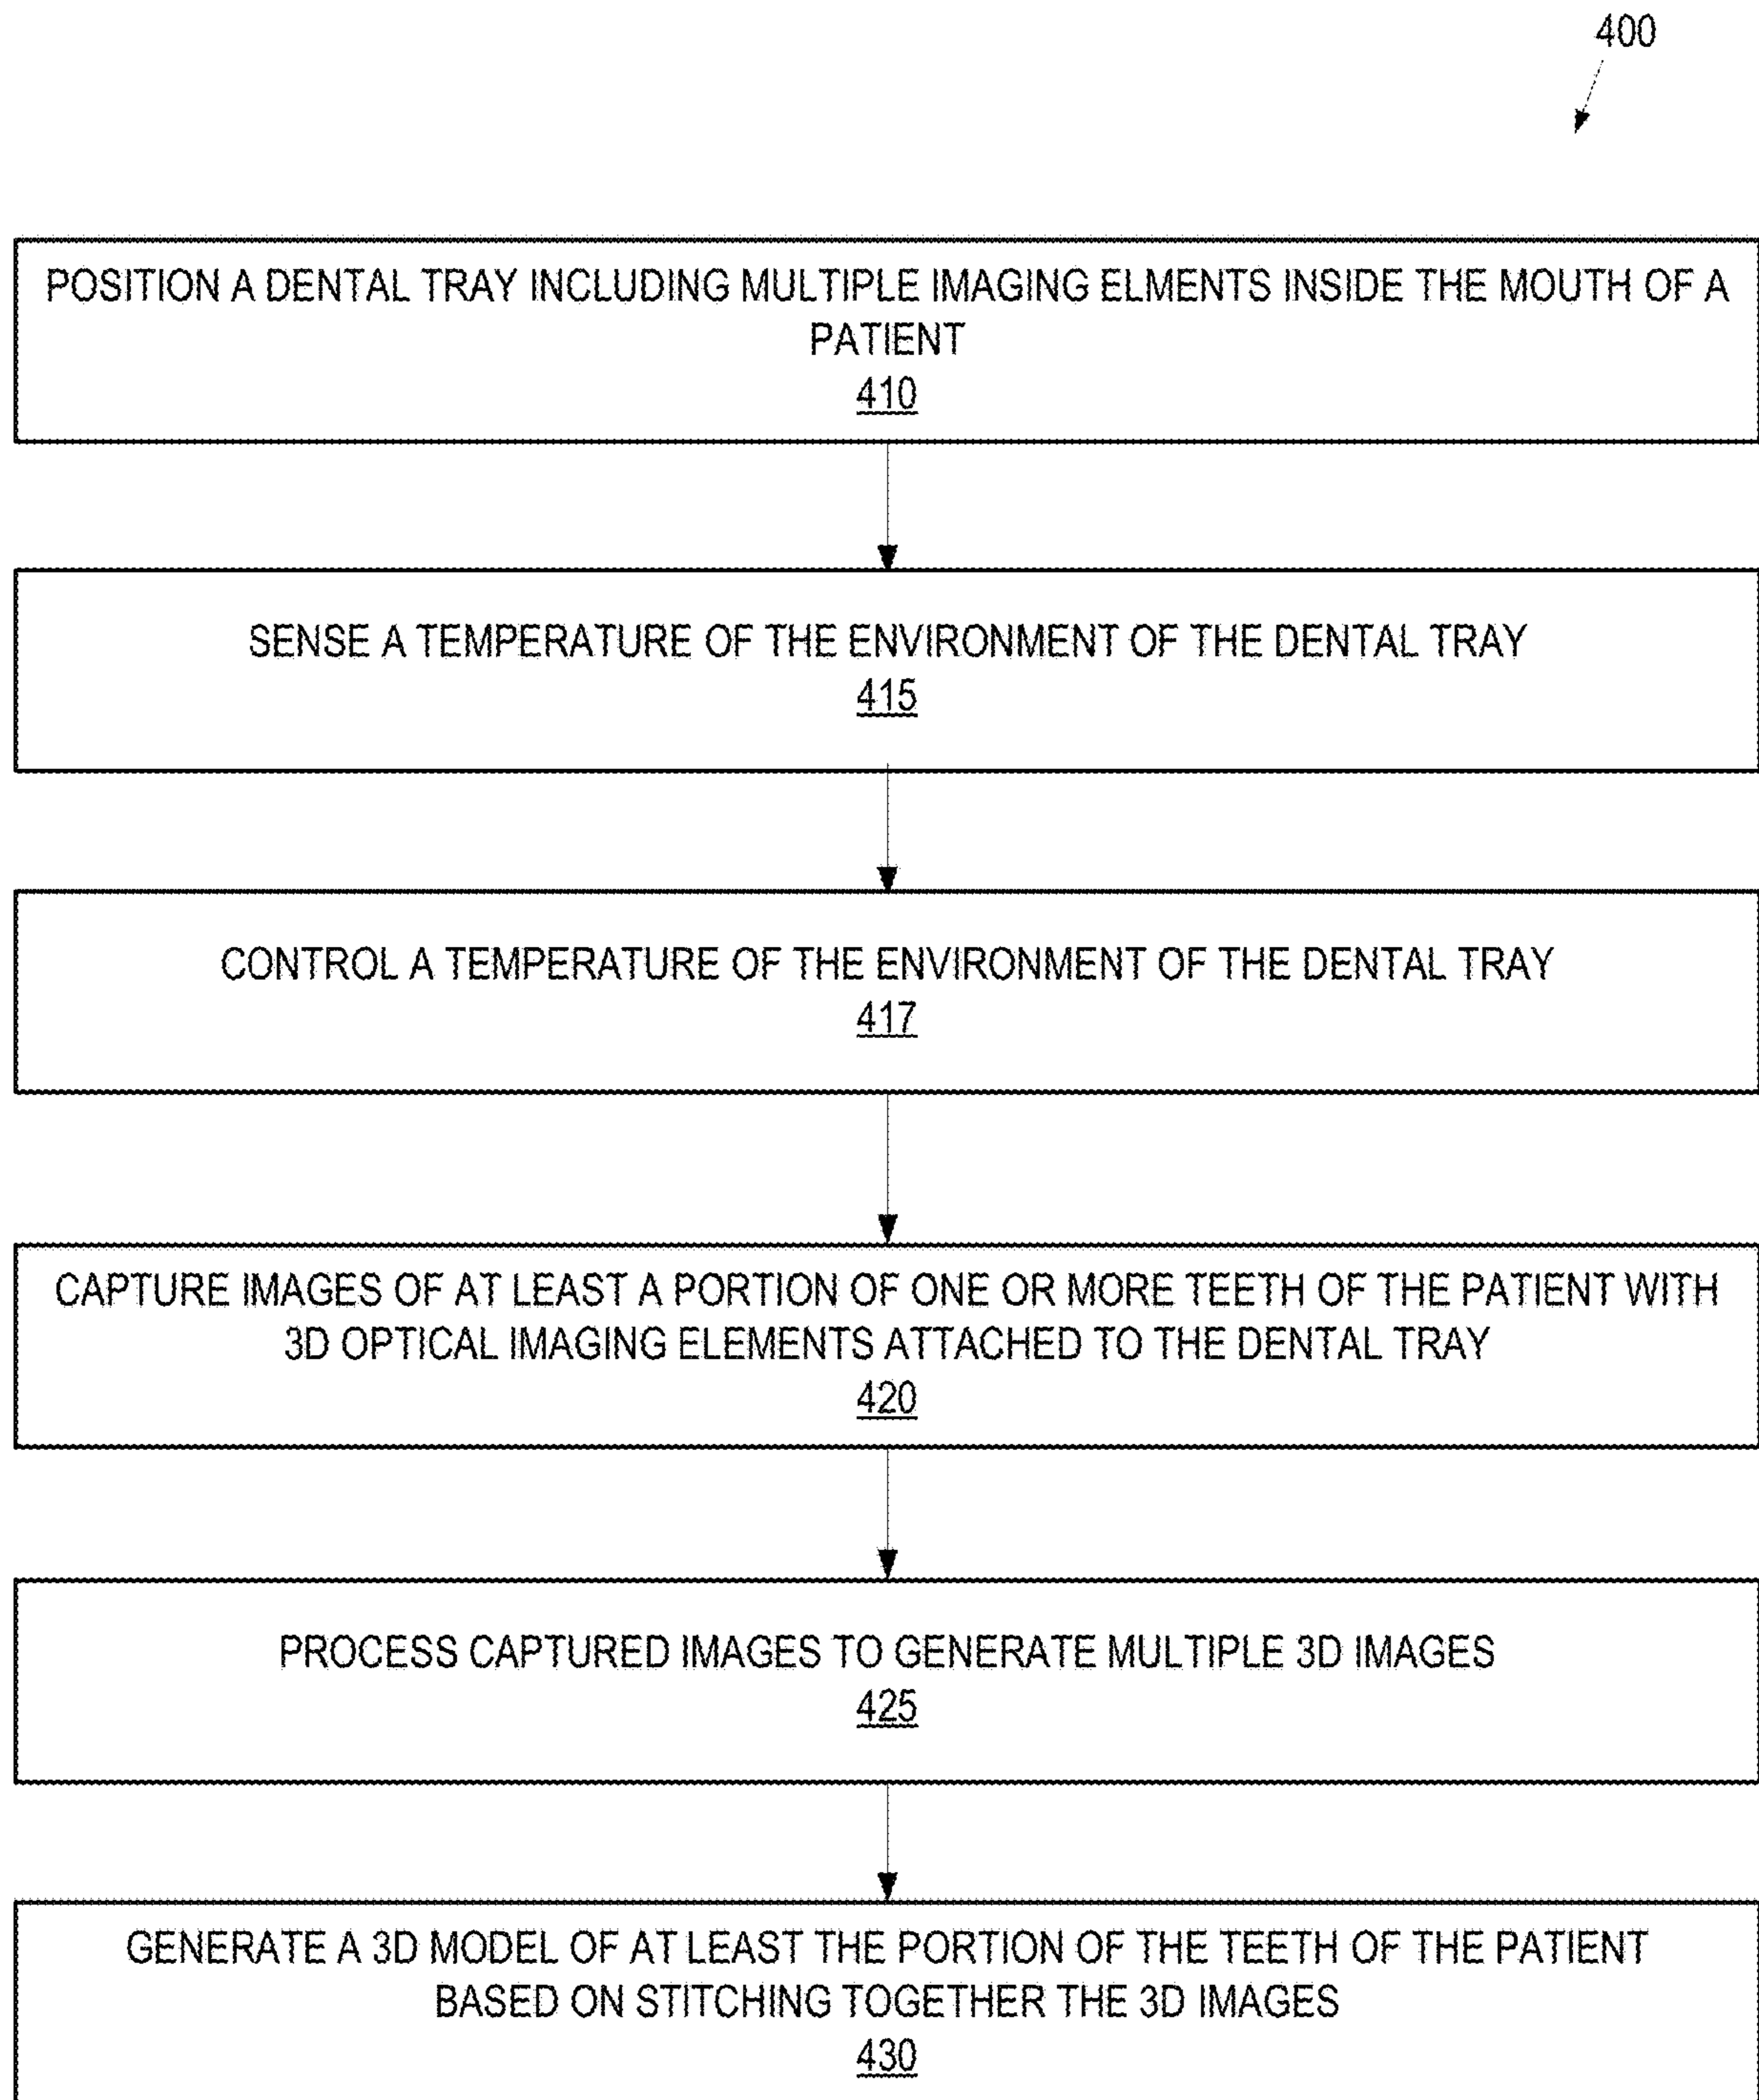 400
POSITION A DENTAL TRAY INCLUDING MULTIPLE IMAGING ELMENTS INSIDE THE MOUTH OF A
PATIENT
410
SENSE A TEMPERATURE OF THE ENVIRONMENT OF THE DENTAL TRAY
415
CONTROL A TEMPERATURE OF THE ENVIRONMENT OF THE DENTAL TRAY
417
CAPTURE IMAGES OF AT LEAST A PORTION OF ONE OR MORE TEETH OF THE PATIENT WITH
3D OPTICAL IMAGING ELEMENTS ATTACHED TO THE DENTAL TRAY
420
PROCESS CAPTURED IMAGES TO GENERATE MULTIPLE 3D IMAGES
425
GENERATE A 3D MODEL OF AT LEAST THE PORTION OF THE TEETH OF THE PATIENT
BASED ON STITCHING TOGETHER THE 3D IMAGES
430